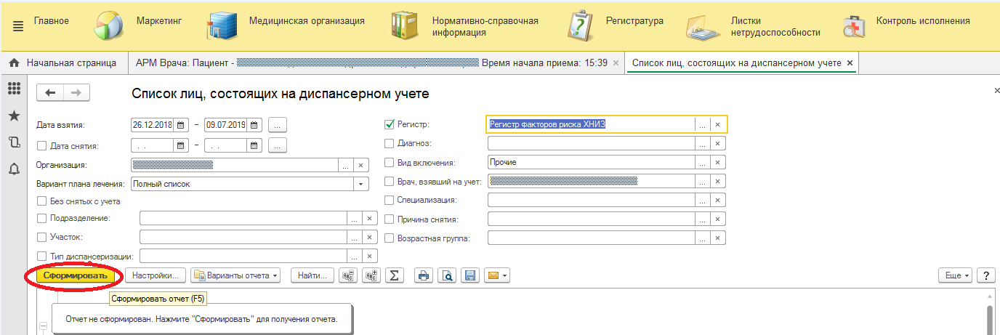 Главное
Маркетинг
Медицинская организация
Нормативно-справочная
информация
Регистратура
Листки
нетрудоспособности
Контроль исполнения
Начальная страница
АРМ Врача: Пациент - Время начала приема: 15:39 ×
Список лиц, состоящих на диспансерном учете ×
Список лиц, состоящих на диспансерном учете
Дата взятия: 26.12.2018 – 09.07.2019 ...
Регистр: Регистр Факторов риска ХНИЗ ... ×
Дата снятия: . . – . . ...
Диагноз: ... ×
Организация: ... ×
Вид включения: Прочие ... ×
Вариант плана лечения: Полный список
Врач, взявший на учет: ... ×
Без снятых с учета
Специализация: ... ×
Подразделение: ... ×
Причина снятия: ... ×
Участок: ... ×
Возрастная группа: ... ×
Тип диспансеризации: ... ×
Сформировать Настройки... Варианты отчета Найти... Σ Еще ?
Сформировать отчет (F5)
Отчет не сформирован. Нажмите "Сформировать" для получения отчета.